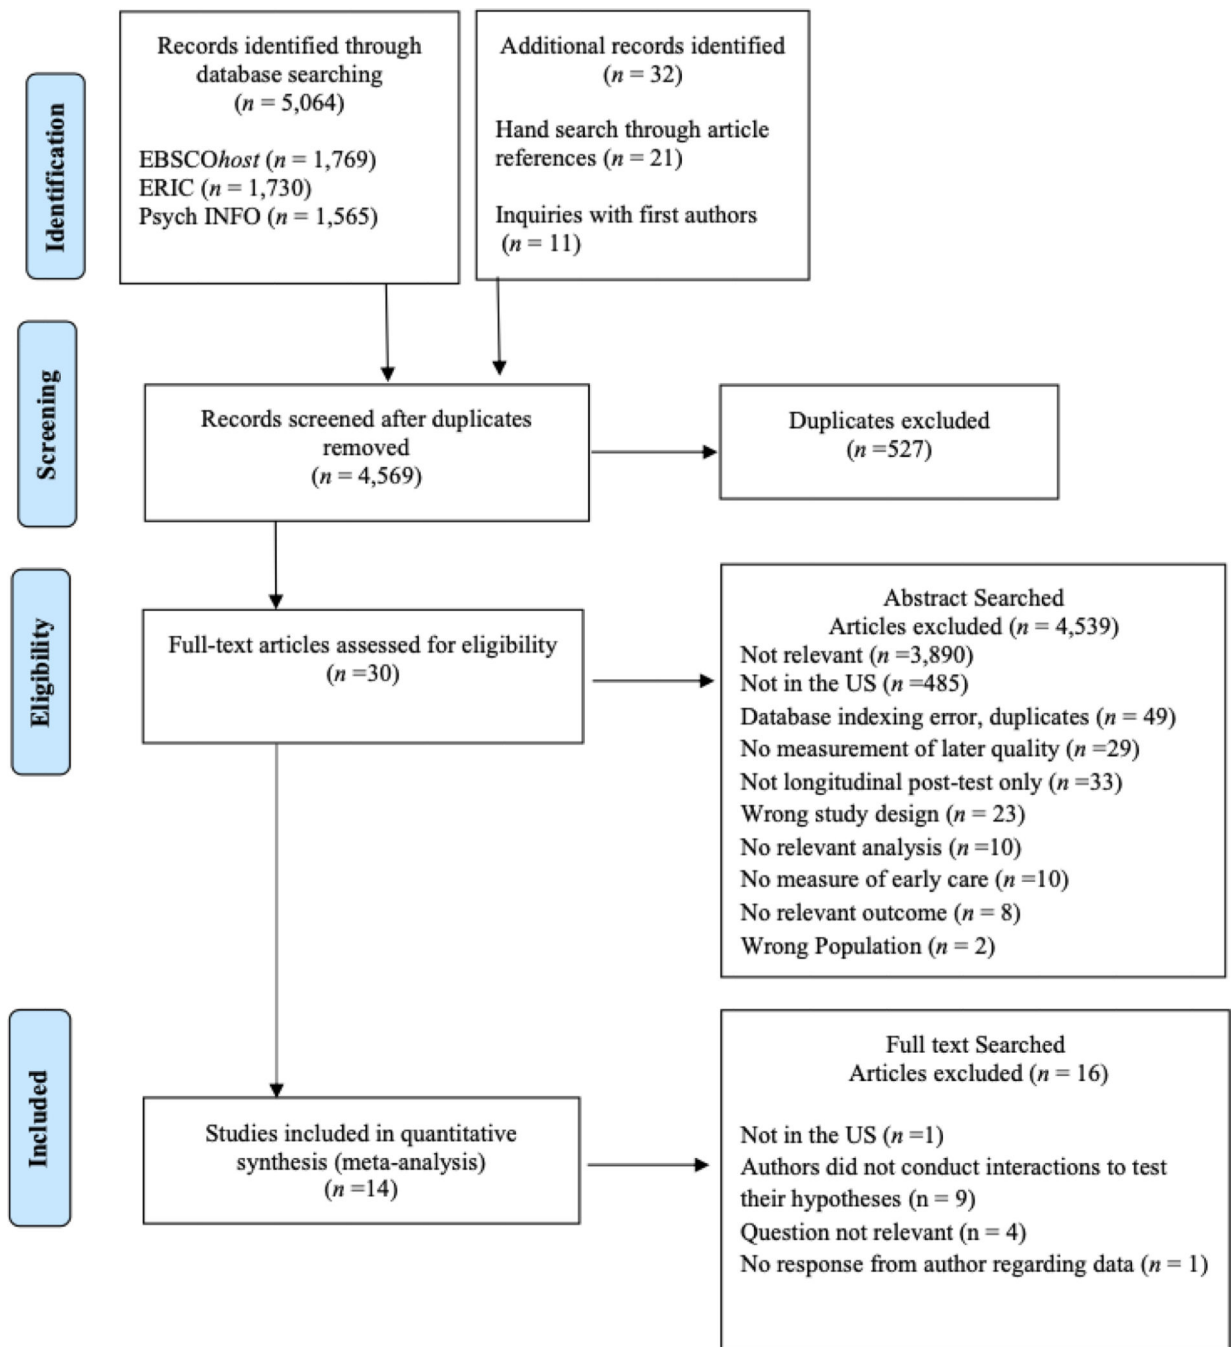 Records identified through
database searching
(n = 5,064)
EBSCOhost (n = 1,769)
ERIC (n = 1,730)
Psych INFO (n = 1,565)
Additional records identified
(n = 32)
Hand search through article
references (n = 21)
Inquiries with first authors
(n = 11)
Identification
Screening
Records screened after duplicates
removed
(n = 4,569)
Duplicates excluded
(n =527)
Eligibility
Full-text articles assessed for eligibility
(n =30)
Abstract Searched
Articles excluded (n = 4,539)
Not relevant (n =3,890)
Not in the US (n =485)
Database indexing error, duplicates (n = 49)
No measurement of later quality (n =29)
Not longitudinal post-test only (n =33)
Wrong study design (n = 23)
No relevant analysis (n =10)
No measure of early care (n =10)
No relevant outcome (n = 8)
Wrong Population (n = 2)
Included
Studies included in quantitative
synthesis (meta-analysis)
(n =14)
Full text Searched
Articles excluded (n = 16)
Not in the US (n =1)
Authors did not conduct interactions to test
their hypotheses (n = 9)
Question not relevant (n = 4)
No response from author regarding data (n = 1)